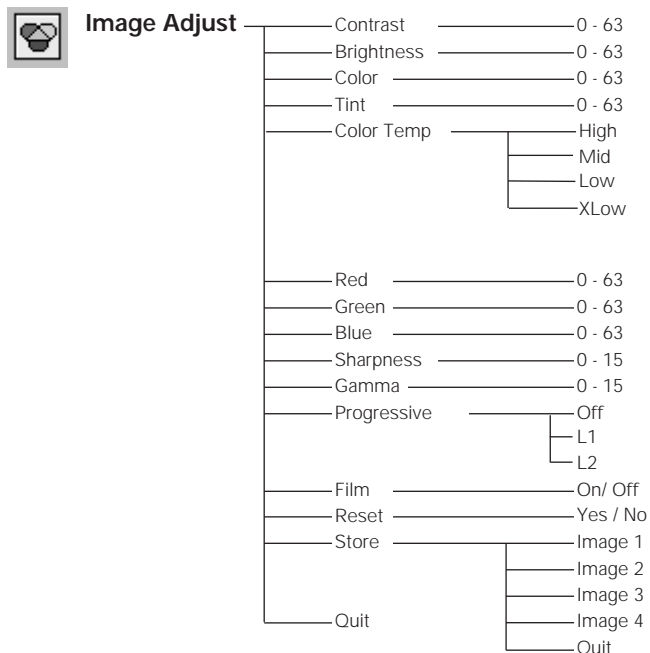 Image Adjust Contrast 0 - 63
Brightness 0 - 63
Color 0 - 63
Tint 0 - 63
Color Temp High
Mid
Low
XLow
Red 0 - 63
Green 0 - 63
Blue 0 - 63
Sharpness 0 - 15
Gamma 0 - 15
Progressive Off
L1
L2
Film On/ Off
Reset Yes / No
Store Image 1
Image 2
Image 3
Quit Image 4
Quit